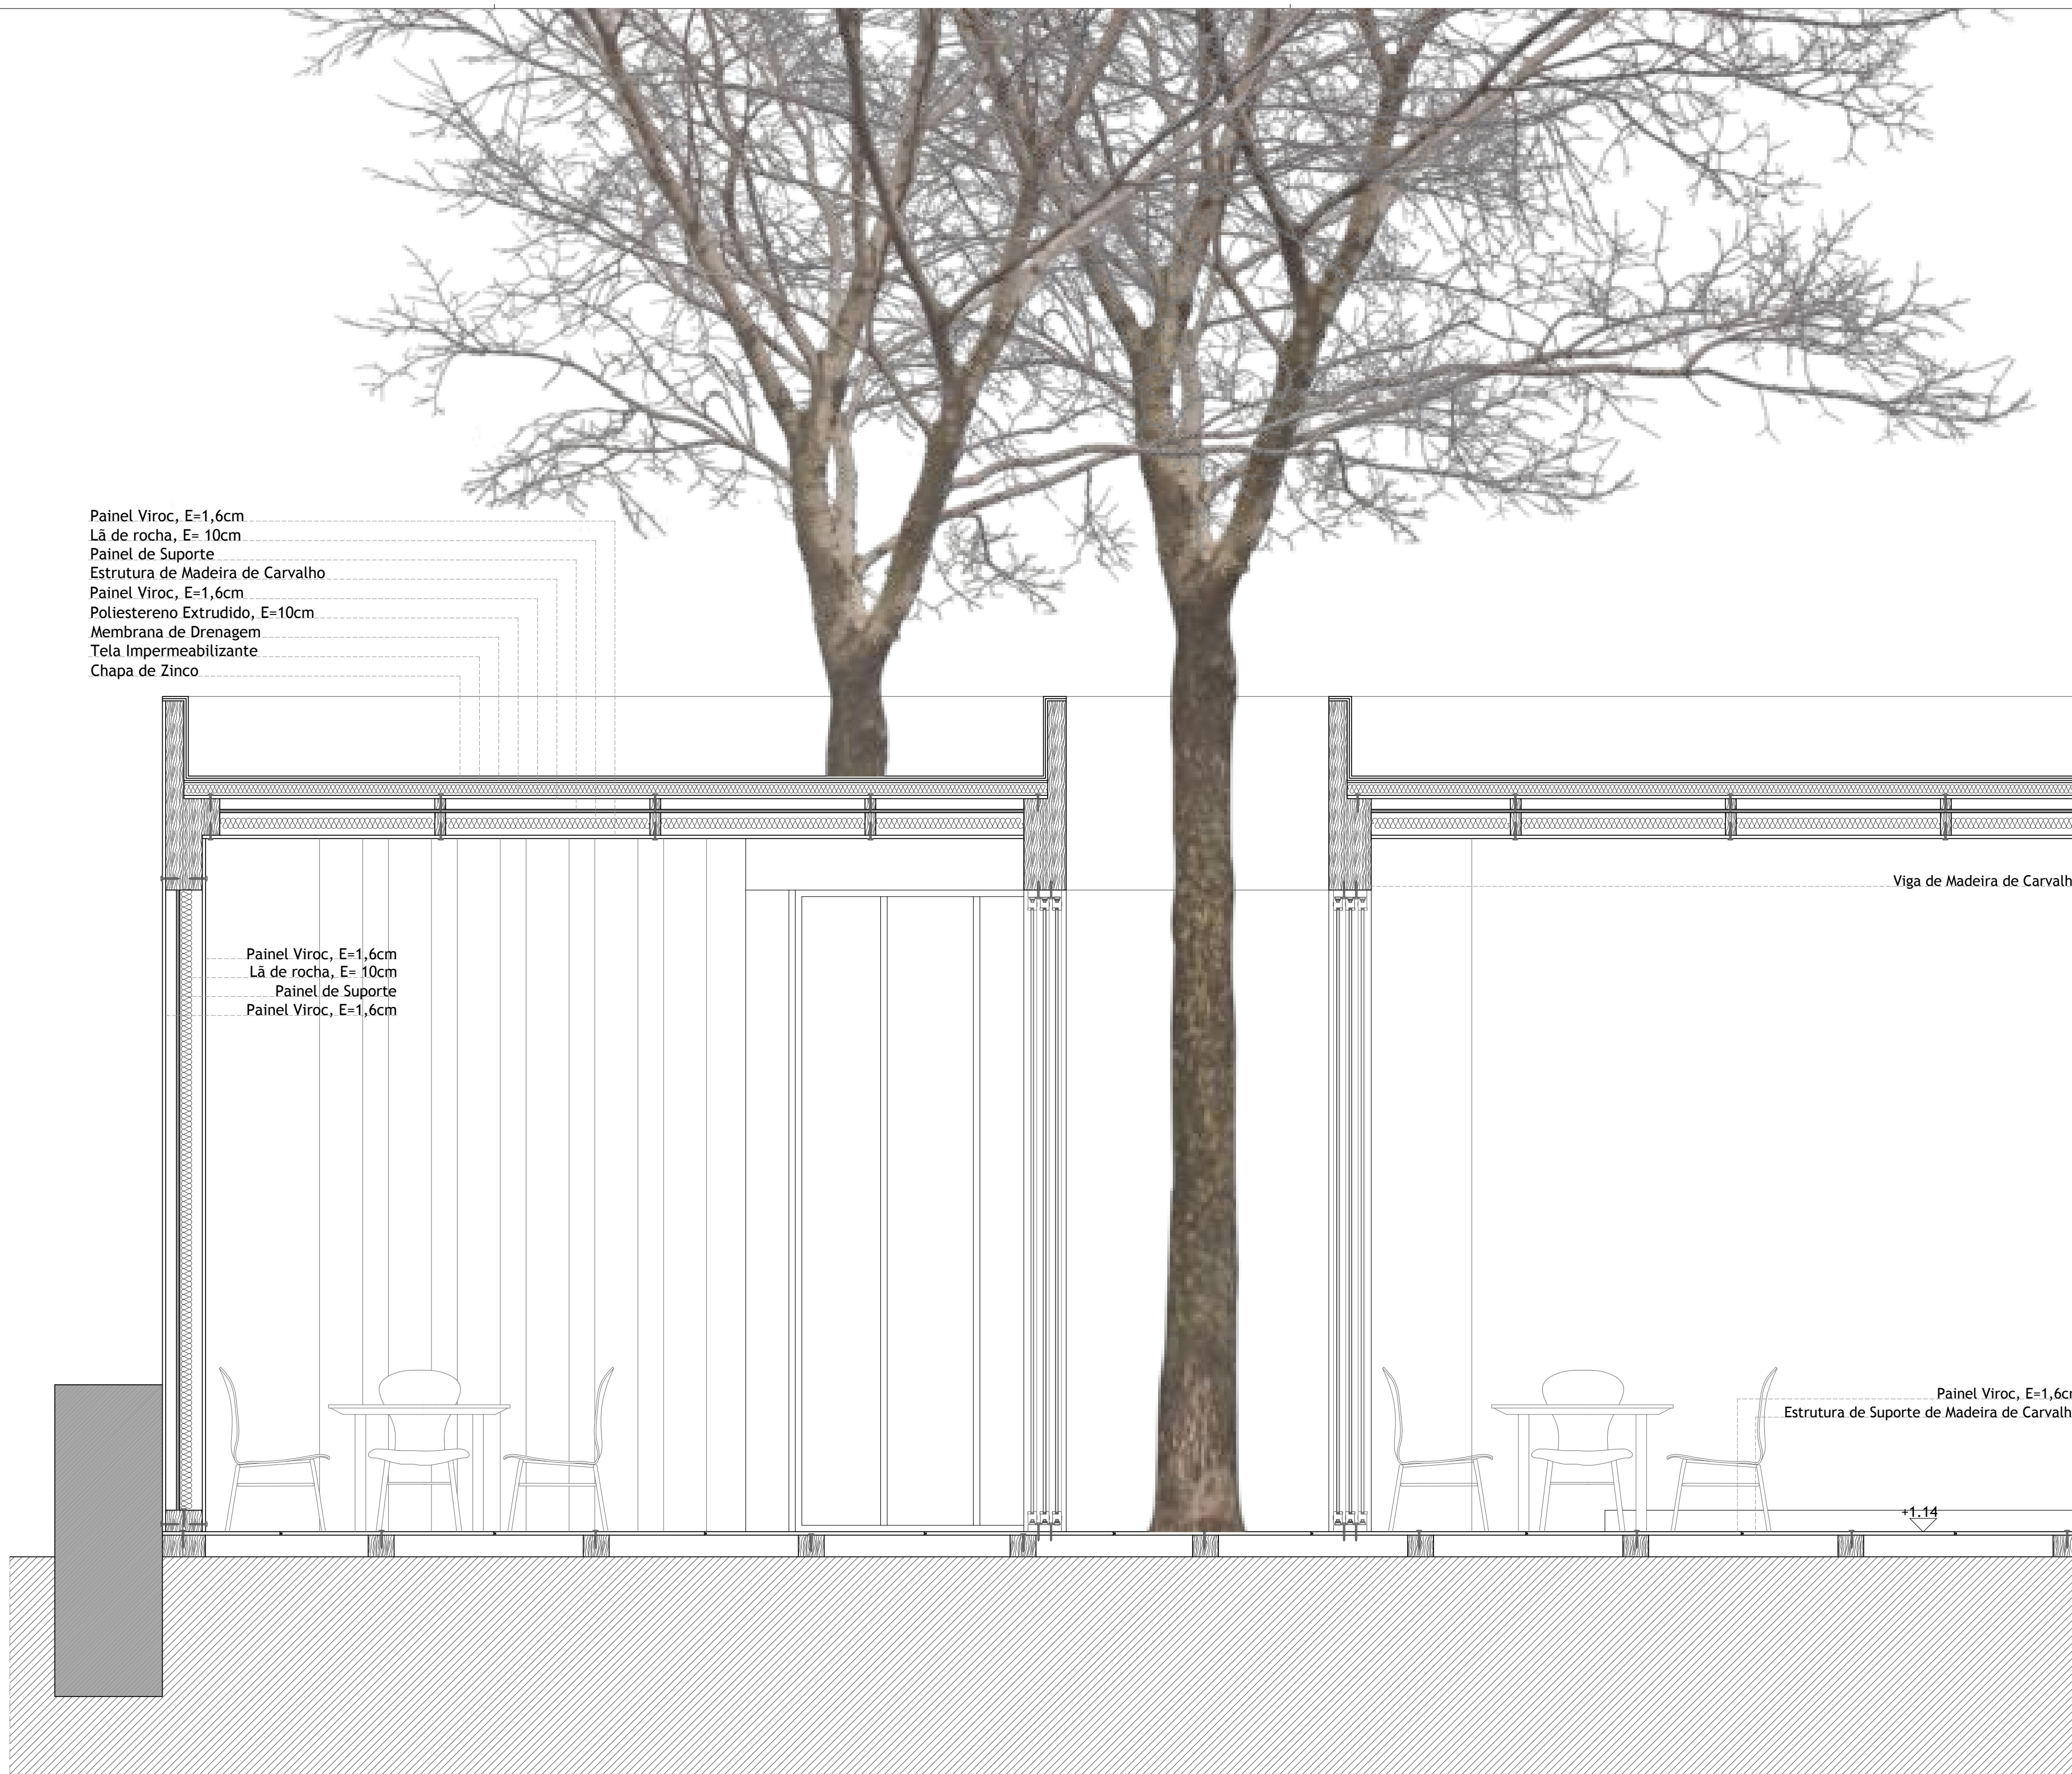 Painel Viroc, E=1,6cm
Lã de rocha, E= 10cm
Painel de Suporte
Estrutura de Madeira de Carvalho
Painel Viroc, E=1,6cm
Poliestereno Extrudido, E=10cm
Membrana de Drenagem
Tela Impermeabilizante
Chapa de Zinco
Viga de Madeira de Carvalh
Painel Viroc, E=1,6cm
Lã de rocha, E= 10cm
Painel de Suporte
Painel Viroc, E=1,6cm
Painel Viroc, E=1,6c
Estrutura de Suporte de Madeira de Carvalh
+1.14